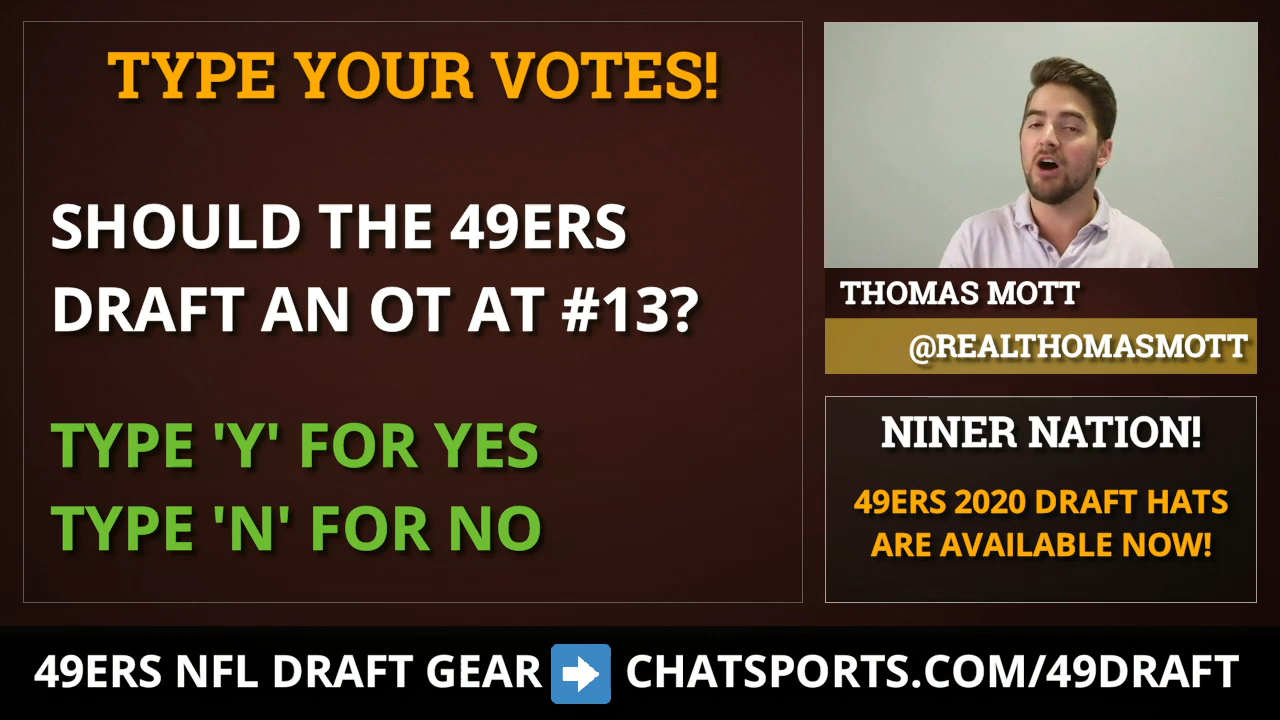 TYPE YOUR VOTES!
SHOULD THE 49ERS
DRAFT AN OT AT #13?
TYPE 'Y' FOR YES
TYPE 'N' FOR NO
THOMAS MOTT
@REALTHOMASMOTT
NINER NATION!
49ERS 2020 DRAFT HATS
ARE AVAILABLE NOW!
49ERS NFL DRAFT GEAR ➡ CHATSPORTS.COM/49DRAFT